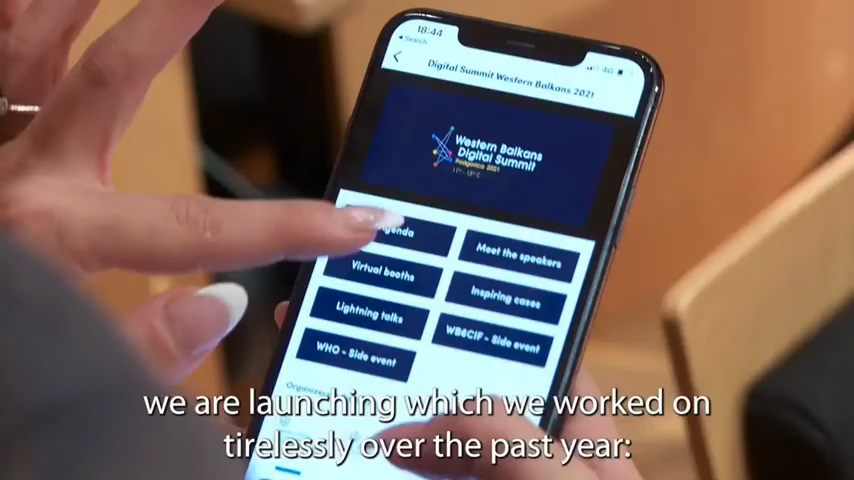 18:44
Search
4G
Digital Summit Western Balkans 2021
Western Balkans
Digital Summit
Podgorica 2021
Meet the speakers
Virtual booths
Inspiring cases
Lightning talks
WB6CIF - Side event
WHO - Side event
we are launching which we worked on
tirelessly over the past year: